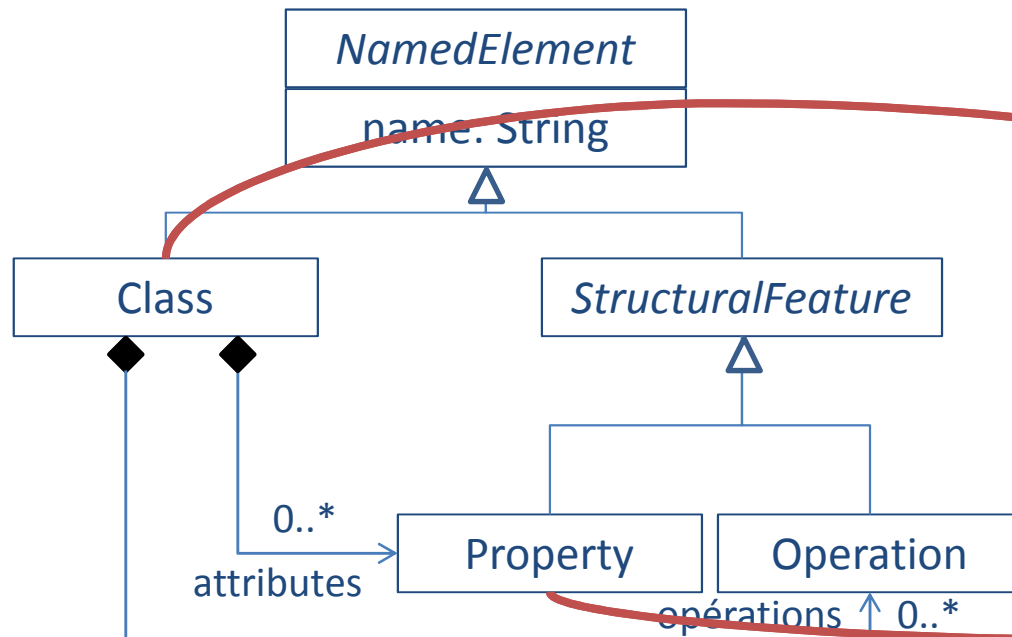 NamedElement
name: String
Class
StructuralFeature
0..*
attributes
Property
Operation
opérations
0..*